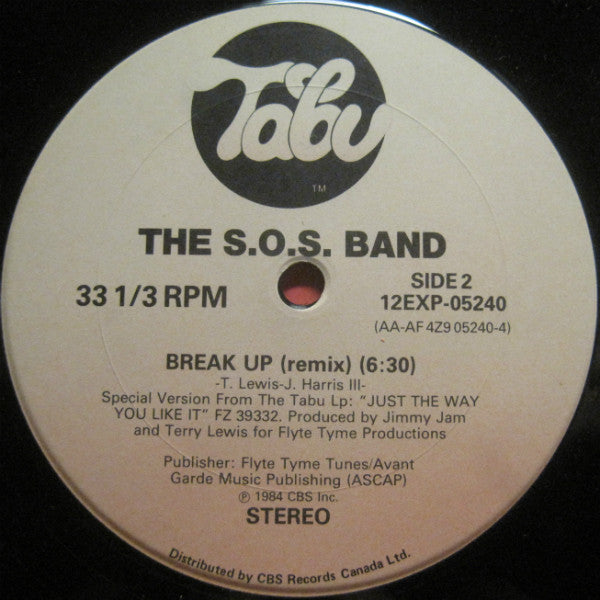 Tabu
TM
THE S.O.S. BAND
33 1/3 RPM
SIDE 2
12EXP-05240
(AA-AF 4Z9 05240-4)
BREAK UP (remix) (6:30)
-T. Lewis-J. Harris III-
Special Version From The Tabu Lp: “JUST THE WAY
YOU LIKE IT” FZ 39332. Produced by Jimmy Jam
and Terry Lewis for Flyte Tyme Productions
Publisher: Flyte Tyme Tunes/Avant
Garde Music Publishing (ASCAP)
℗ 1984 CBS Inc.
STEREO
Distributed by CBS Records Canada Ltd.